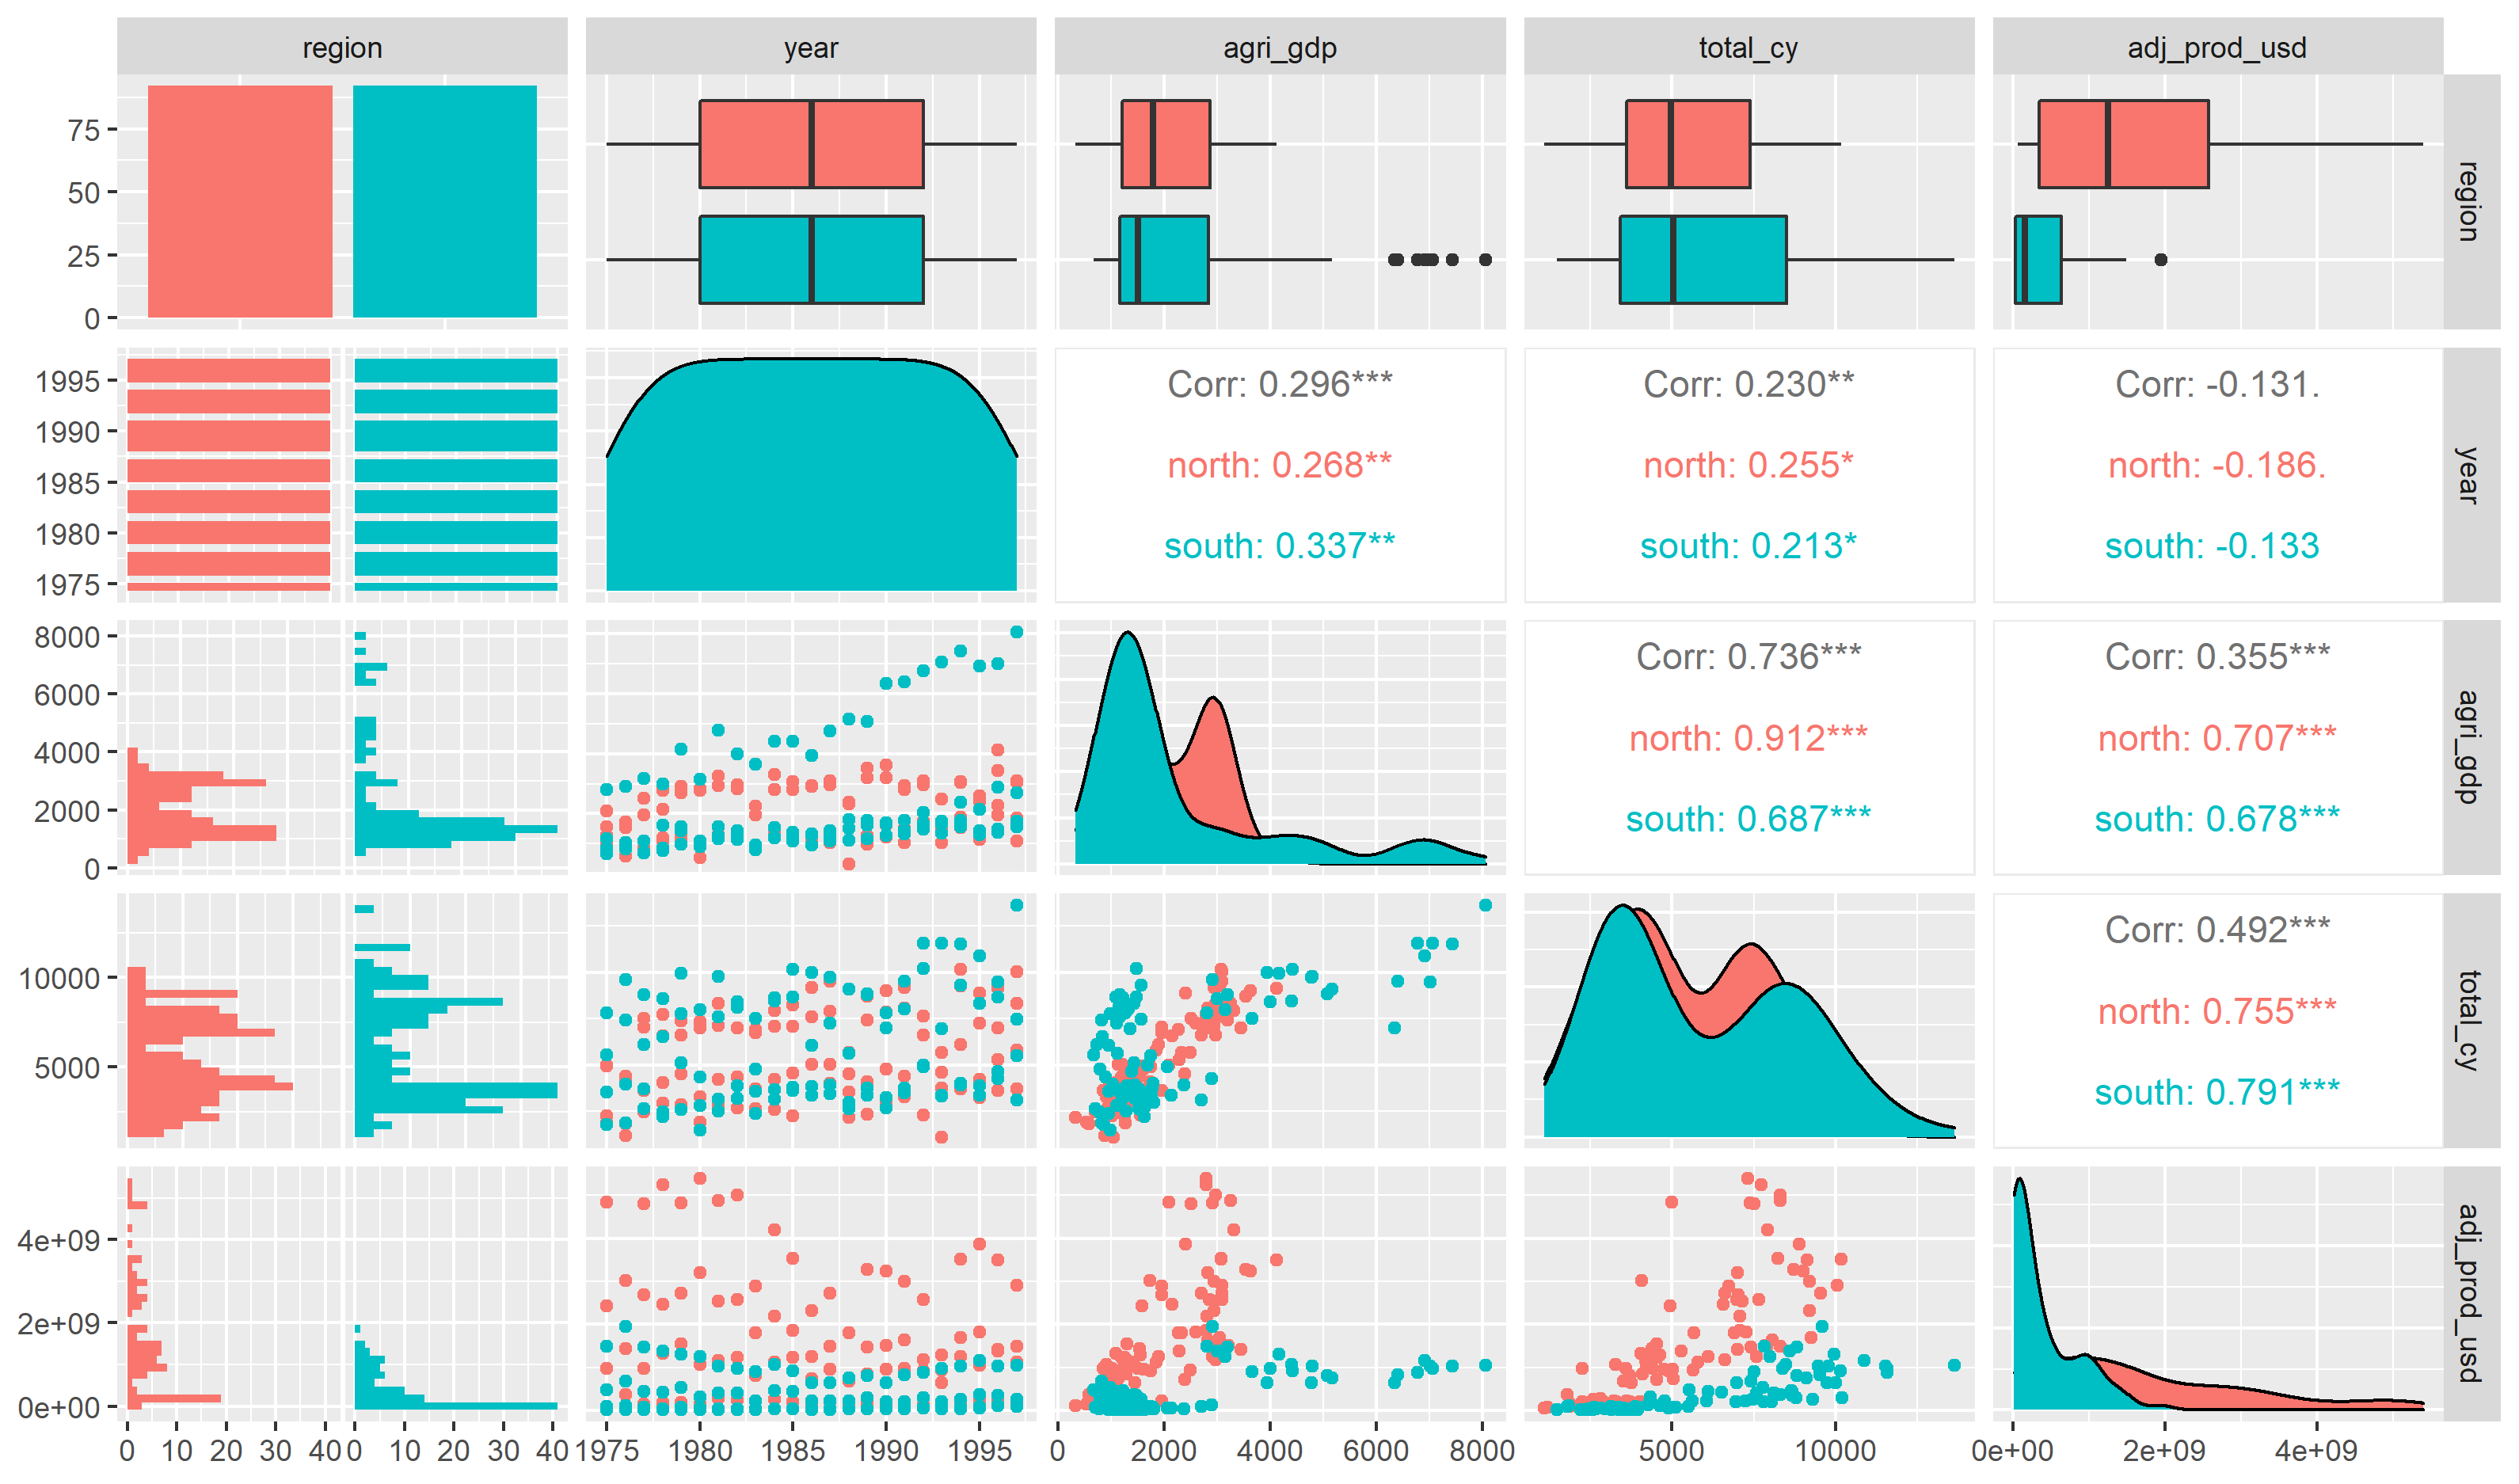 region year agri_gdp total_cy adj_prod_usd
75
50
25
0
region
1995
1990
1985
1980
1975
Corr: 0.296*** Corr: 0.230** Corr: -0.131.
north: 0.268** north: 0.255* north: -0.186.
south: 0.337** south: 0.213* south: -0.133
year
8000
6000
4000
2000
0
Corr: 0.736*** Corr: 0.355***
north: 0.912*** north: 0.707***
south: 0.687*** south: 0.678***
agri_gdp
10000
5000
Corr: 0.492***
north: 0.755***
south: 0.791***
total_cy
4e+09
2e+09
0e+00
adj_prod_usd
0 10 20 30 40 0 10 20 30 40 1975 1980 1985 1990 1995 0 2000 4000 6000 8000 5000 10000 0e+00 2e+09 4e+09